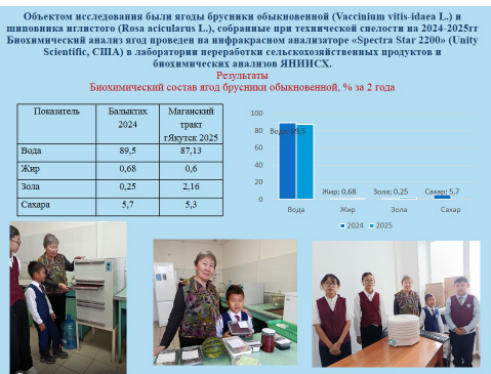 Объектом исследования были ягоды брусники обыкновенной (Vaccinium vitis-idaea L.) и
шиповника иглистого (Rosa acicularus L.), собранные при технической спелости на 2024-2025гг
Биохимический анализ ягод проведен на инфракрасном анализаторе «Spectra Star 2200» (Unity
Scientific, США) в лаборатории переработки сельскохозяйственных продуктов и
биохимических анализов ЯНИИСХ.
Результаты
Биохимический состав ягод брусники обыкновенной, % за 2 года
Показатель Балыктах 2024 Маганский тракт гЯкутск 2025
Вода 89,5 87,13
Жир 0,68 0,6
Зола 0,25 2,16
Сахара 5,7 5,3
100
80
60
40
20
0
Вода; 89,5
Жир; 0,68
Зола; 0,25
Сахар; 5,7
Вода Жир Зола Сахар
2024 2025